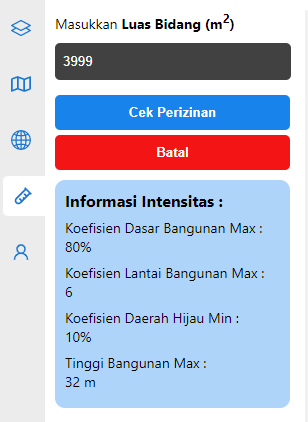 Masukkan Luas Bidang (m²)
3999
Cek Perizinan
Batal
Informasi Intensitas :
Koefisien Dasar Bangunan Max :
80%
Koefisien Lantai Bangunan Max :
6
Koefisien Daerah Hijau Min :
10%
Tinggi Bangunan Max :
32 m